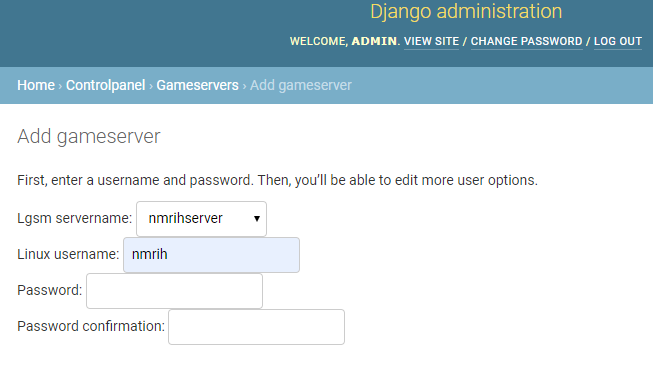 Django administration
WELCOME, ADMIN. VIEW SITE / CHANGE PASSWORD / LOG OUT
Home › Controlpanel › Gameservers › Add gameserver
Add gameserver
First, enter a username and password. Then, you'll be able to edit more user options.
Lgsm servername: nmrihserver
Linux username: nmrih
Password:
Password confirmation: